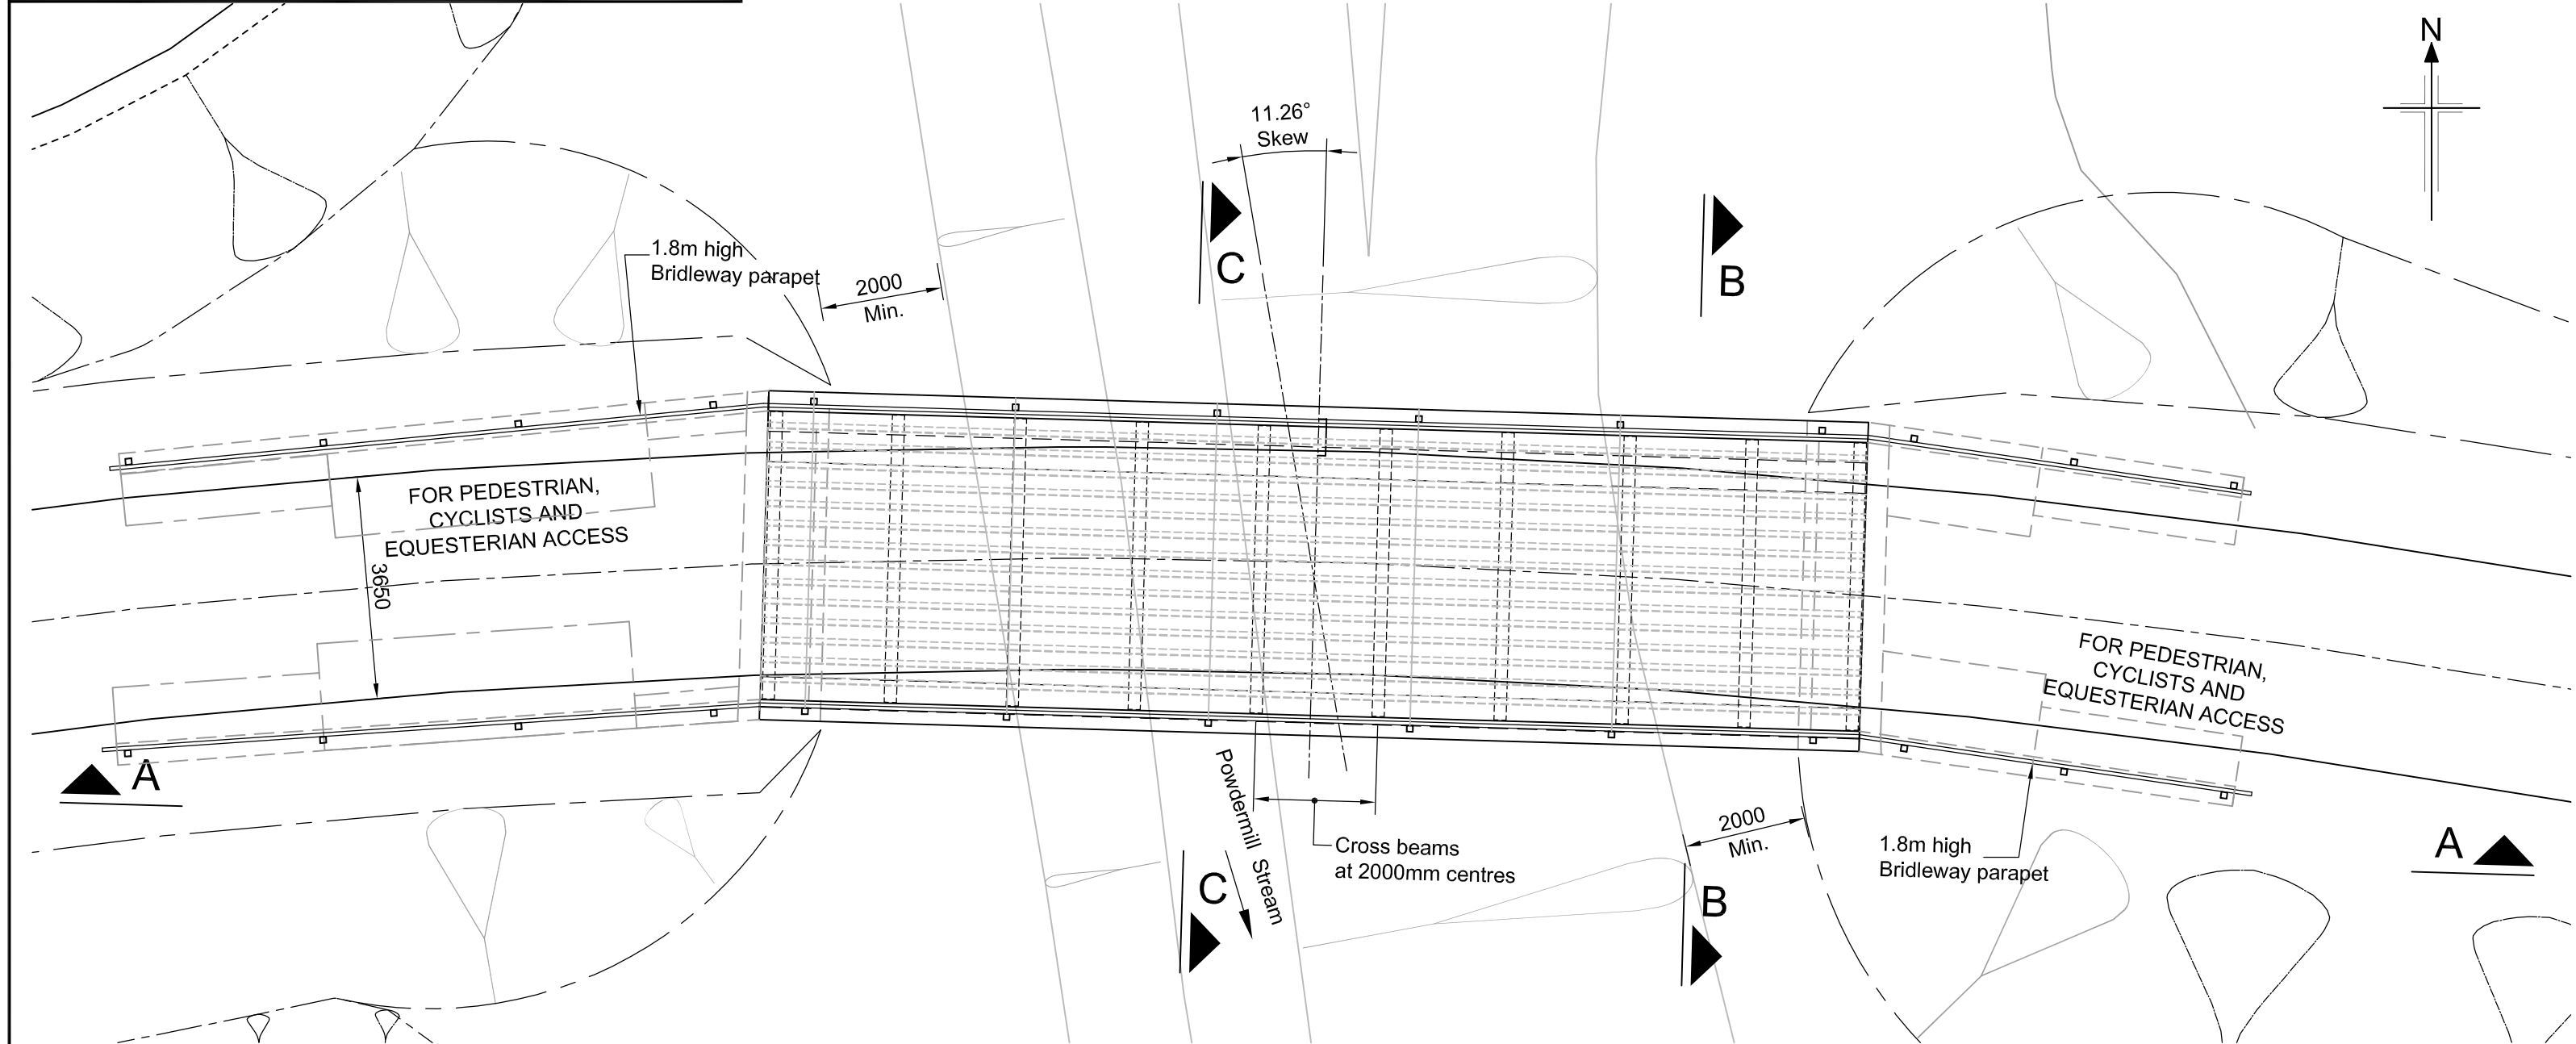 N
11.26°
Skew
C
B
1.8m high
Bridleway parapet
2000
Min.
FOR PEDESTRIAN,
CYCLISTS AND
EQUESTERIAN ACCESS
3650
FOR PEDESTRIAN,
CYCLISTS AND
EQUESTERIAN ACCESS
A
Powdermill Stream
Cross beams
at 2000mm centres
2000
Min.
1.8m high
Bridleway parapet
A
C
B